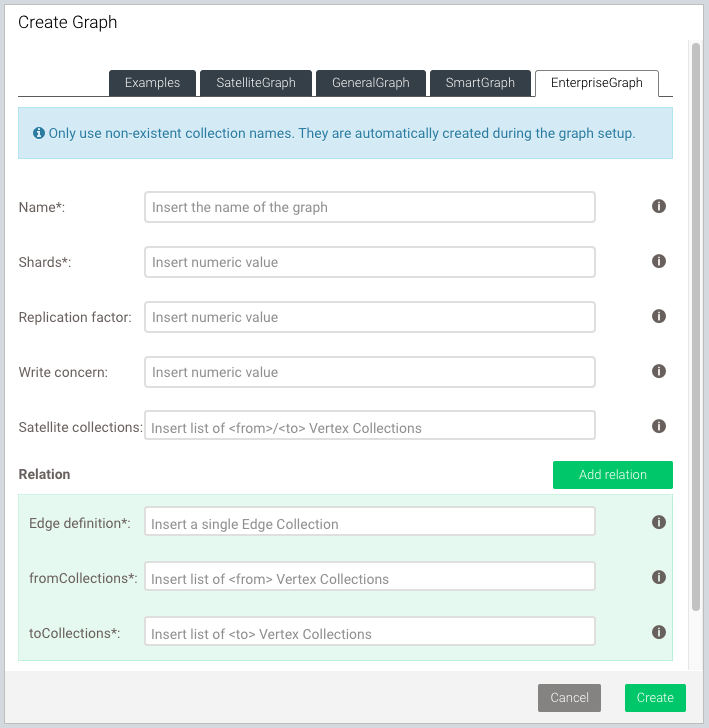 Create Graph
Examples SatelliteGraph GeneralGraph SmartGraph EnterpriseGraph
Only use non-existent collection names. They are automatically created during the graph setup.
Name*: Insert the name of the graph
Shards*: Insert numeric value
Replication factor: Insert numeric value
Write concern: Insert numeric value
Satellite collections: Insert list of <from>/<to> Vertex Collections
Relation Add relation
Edge definition*: Insert a single Edge Collection
fromCollections*: Insert list of <from> Vertex Collections
toCollections*: Insert list of <to> Vertex Collections
Cancel Create